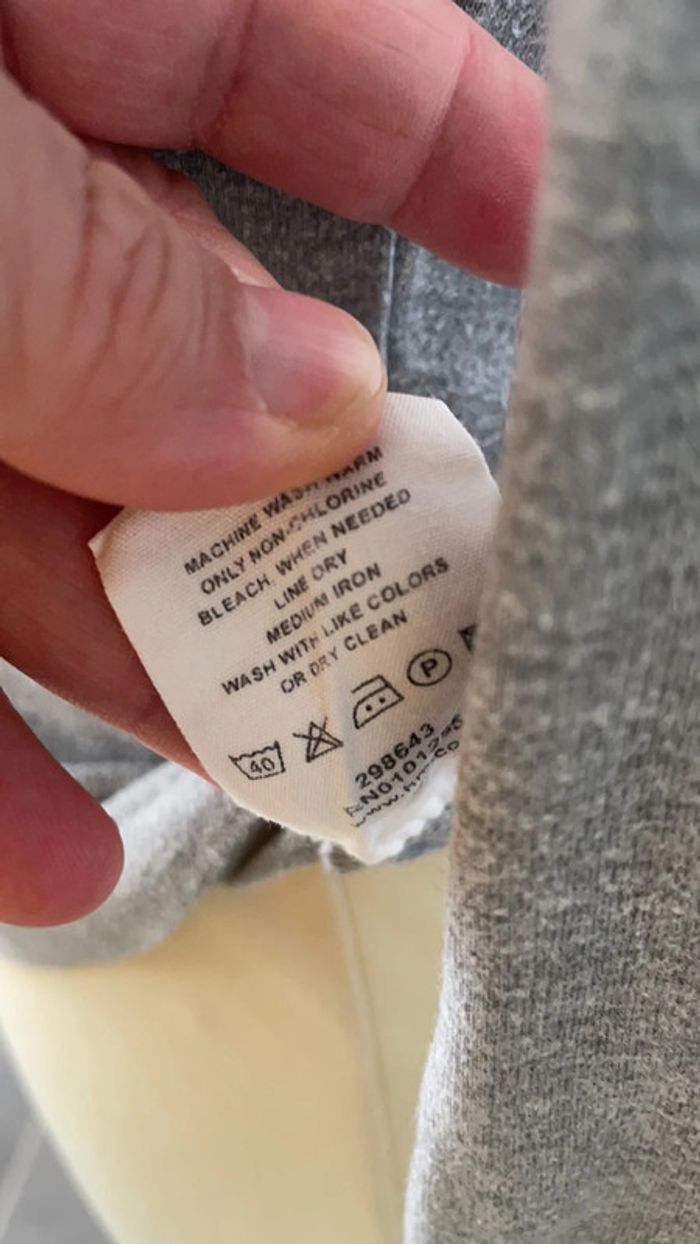 MACHINE WASH WARM
ONLY NON-CHLORINE
BLEACH, WHEN NEEDED
LINE DRY
MEDIUM IRON
WASH WITH LIKE COLORS
OR DRY CLEAN
40 P
298643